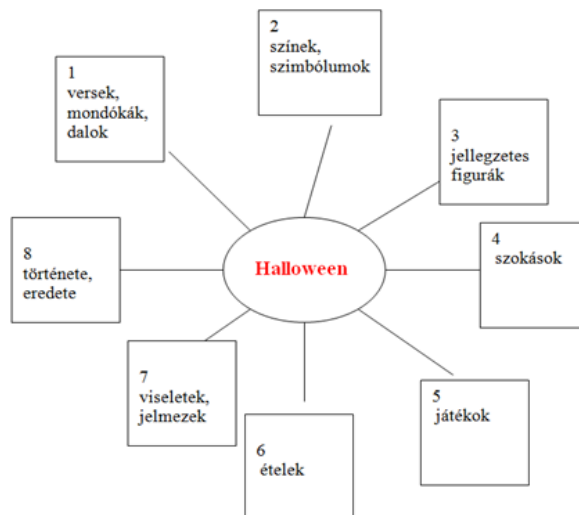 1
versek,
mondókák,
dalok
2
színek,
szimbólumok
3
jellegzetes
figurák
4
szokások
5
játékok
6
ételek
7
viseletek,
jelmezek
8
története,
eredete
Halloween